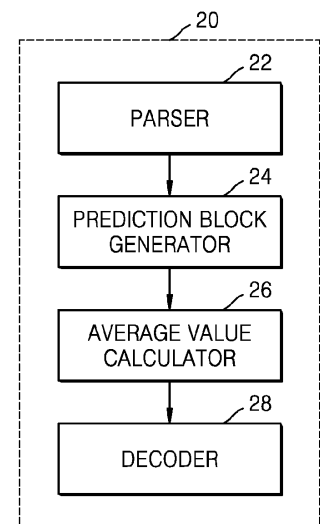 20
22
PARSER
24
PREDICTION BLOCK
GENERATOR
26
AVERAGE VALUE
CALCULATOR
28
DECODER